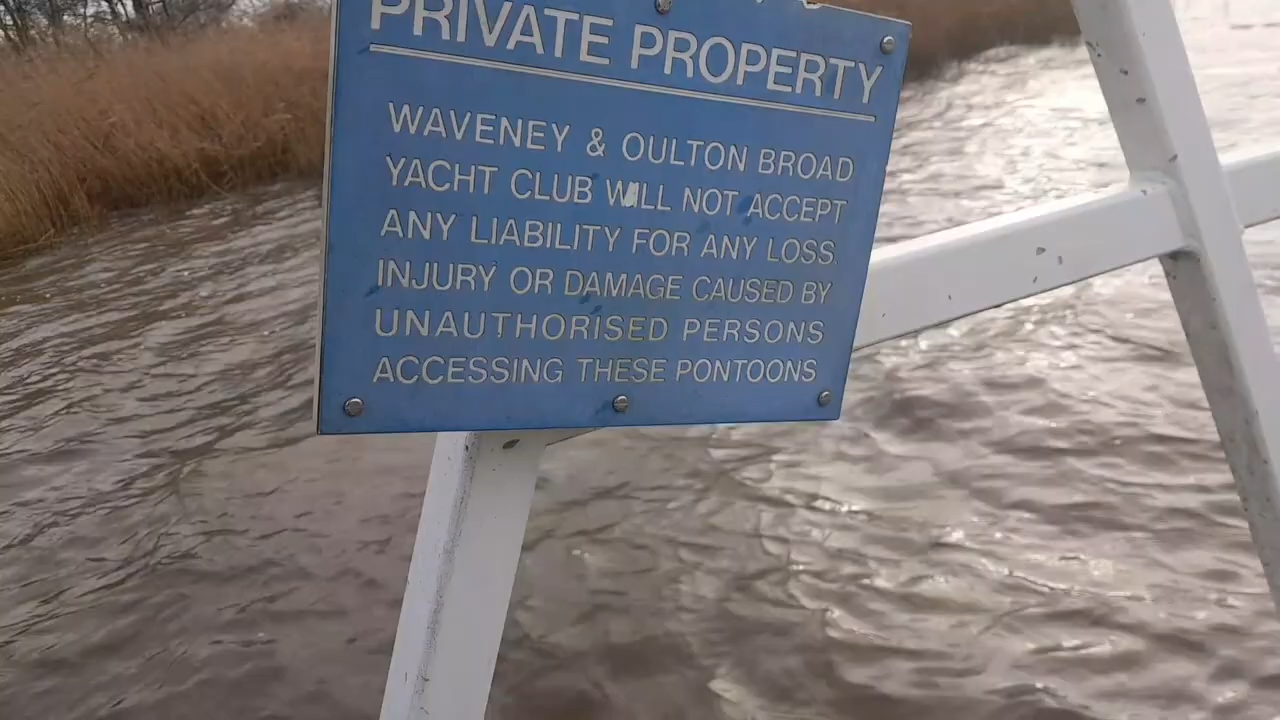 PRIVATE PROPERTY
WAVENEY & OULTON BROAD
YACHT CLUB WILL NOT ACCEPT
ANY LIABILITY FOR ANY LOSS.
INJURY OR DAMAGE CAUSED BY
UNAUTHORISED PERSONS
ACCESSING THESE PONTOONS